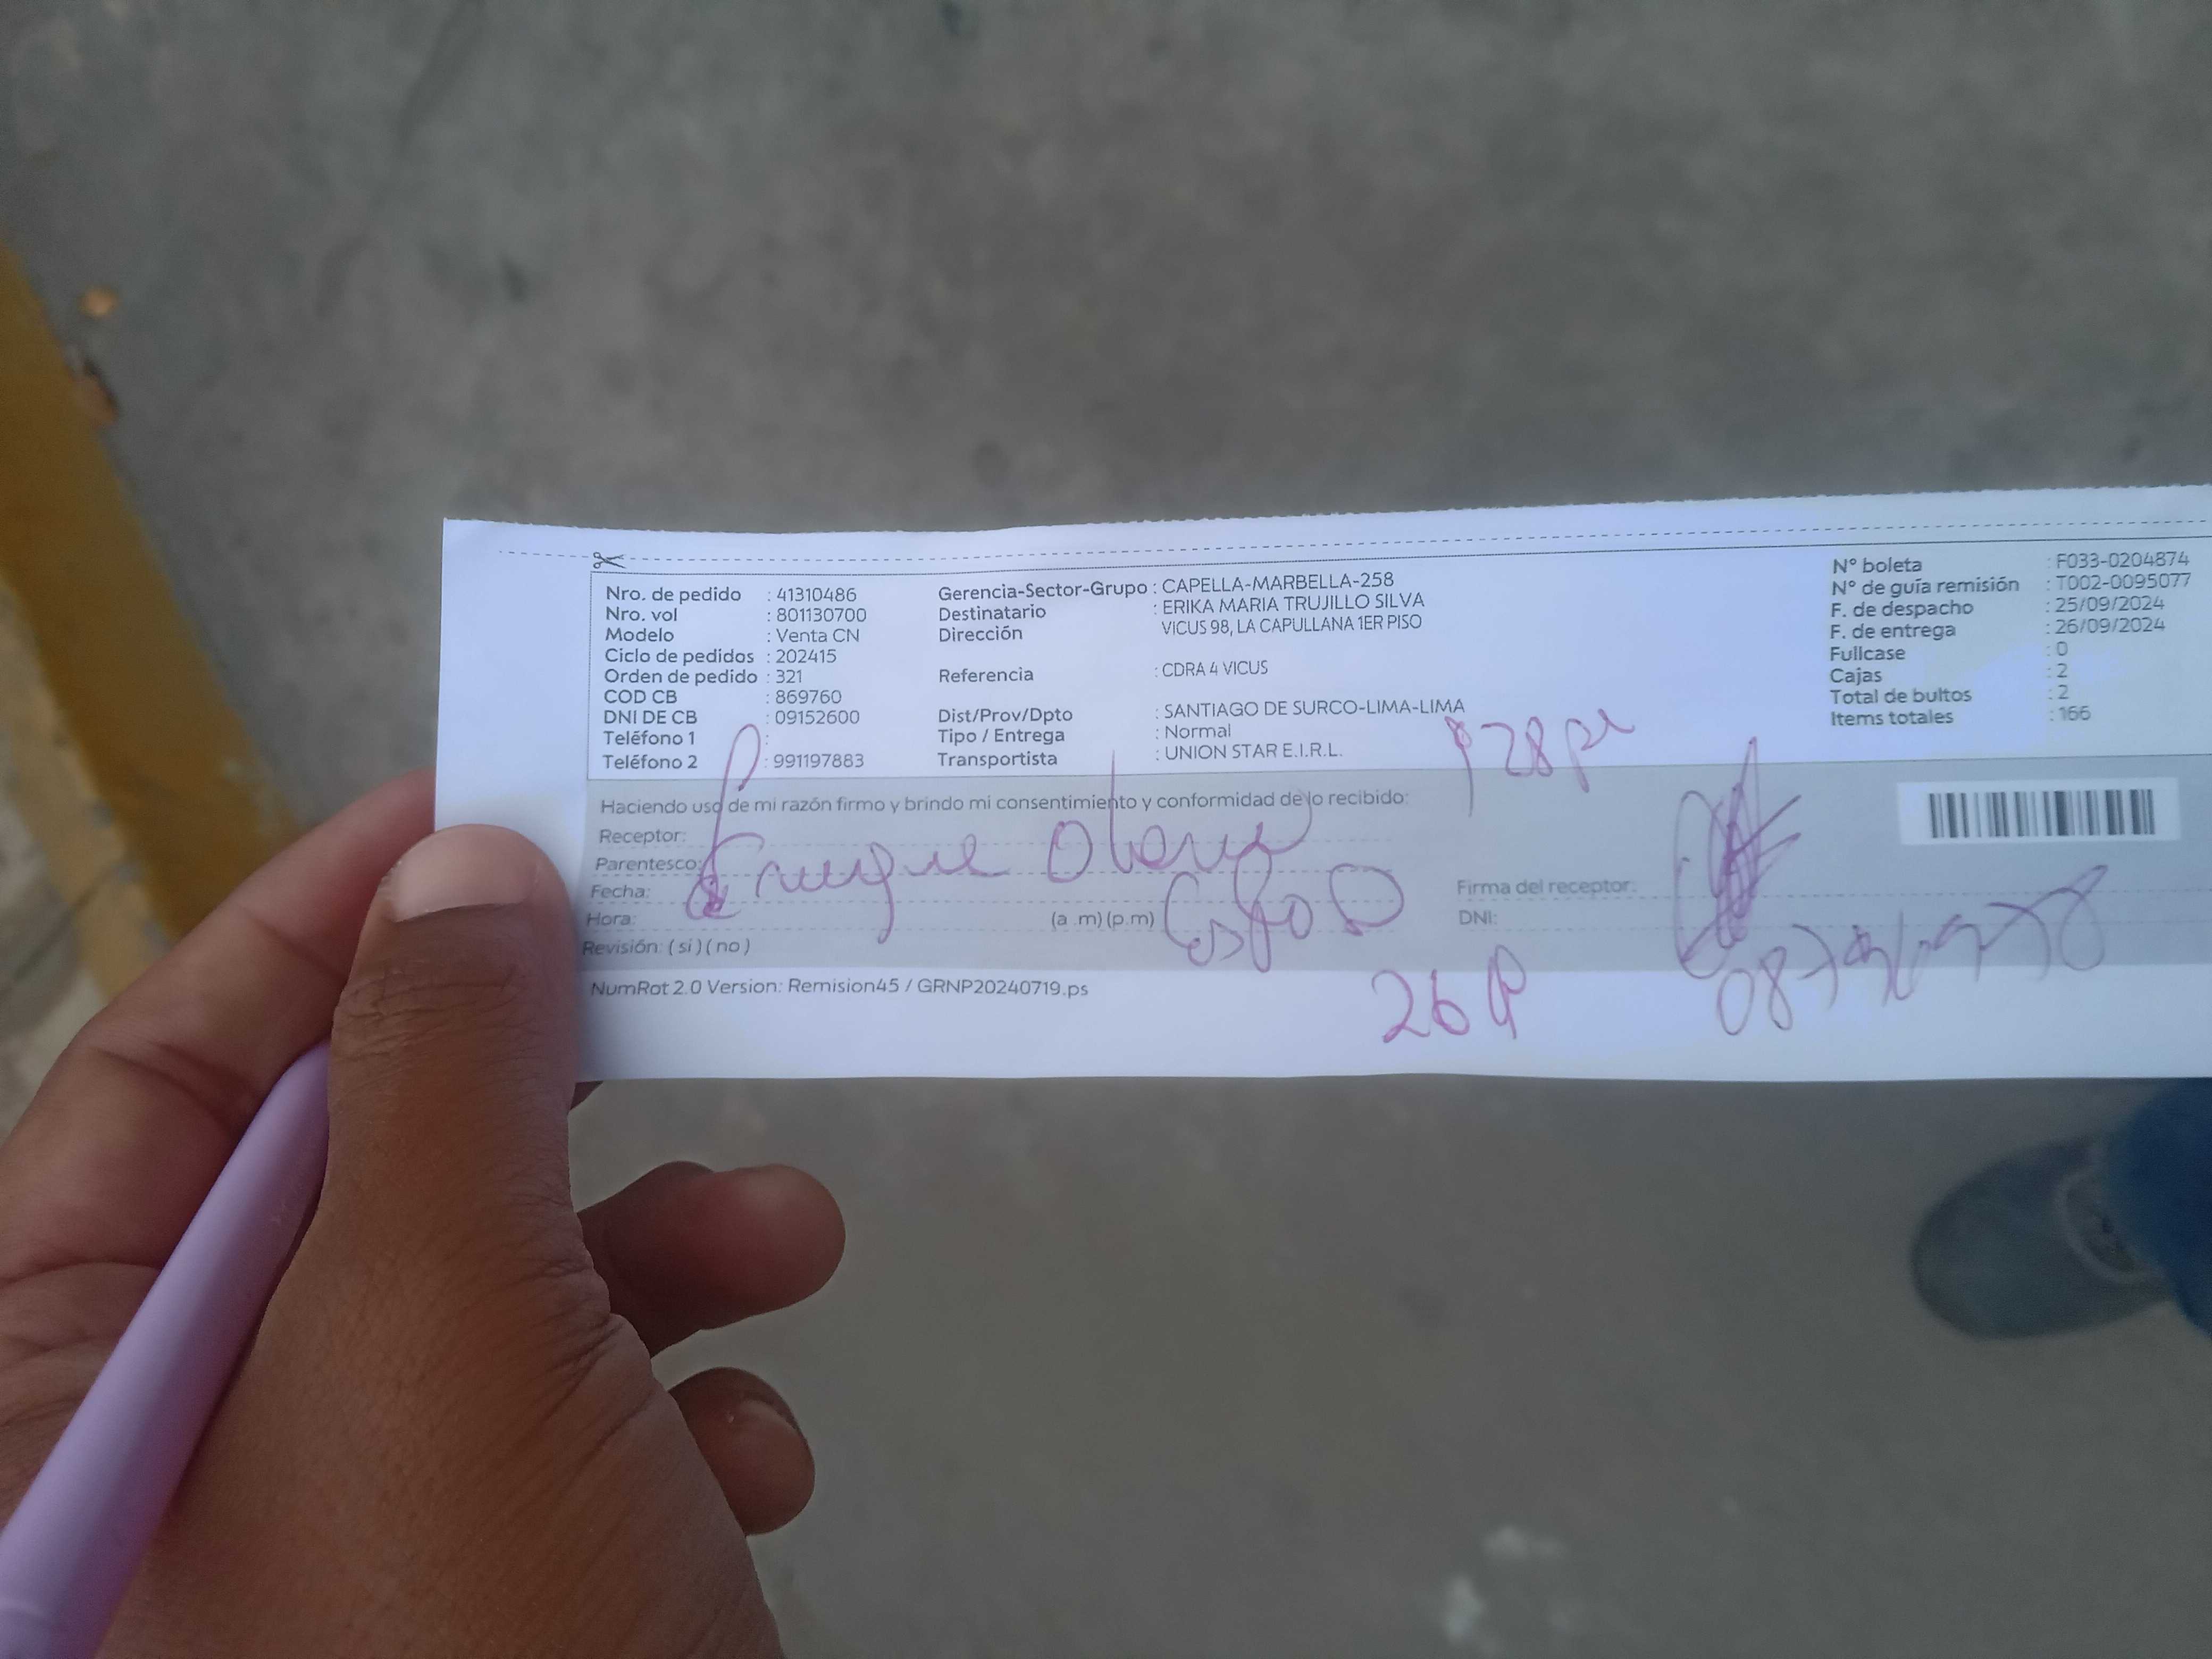 Nro. de pedido : 41310486
Nro. vol : 801130700
Modelo : Venta CN
Ciclo de pedidos : 202415
Orden de pedido : 321
COD CB : 869760
DNI DE CB : 09152600
Teléfono 1 :
Teléfono 2 : 991197883
Gerencia-Sector-Grupo : CAPELLA-MARBELLA-258
Destinatario : ERIKA MARIA TRUJILLO SILVA
Dirección VICUS 98, LA CAPULLANA 1ER PISO
Referencia : CDRA 4 VICUS
Dist/Prov/Dpto : SANTIAGO DE SURCO-LIMA-LIMA
Tipo / Entrega : Normal
Transportista : UNION STAR E.I.R.L.
N° boleta : F033-0204874
N° de guía remisión : T002-0095077
F. de despacho : 25/09/2024
F. de entrega : 26/09/2024
Fullcase : 0
Cajas : 2
Total de bultos : 2
Items totales : 166
Haciendo uso de mi razón firmo y brindo mi consentimiento y conformidad de lo recibido:
Receptor:
Parentesco:
Fecha:
Hora: (a .m) (p.m)
Revisión: ( si ) ( no )
Firma del receptor:
DNI:
26
NumRot 2.0 Version: Remision45 / GRNP20240719.ps